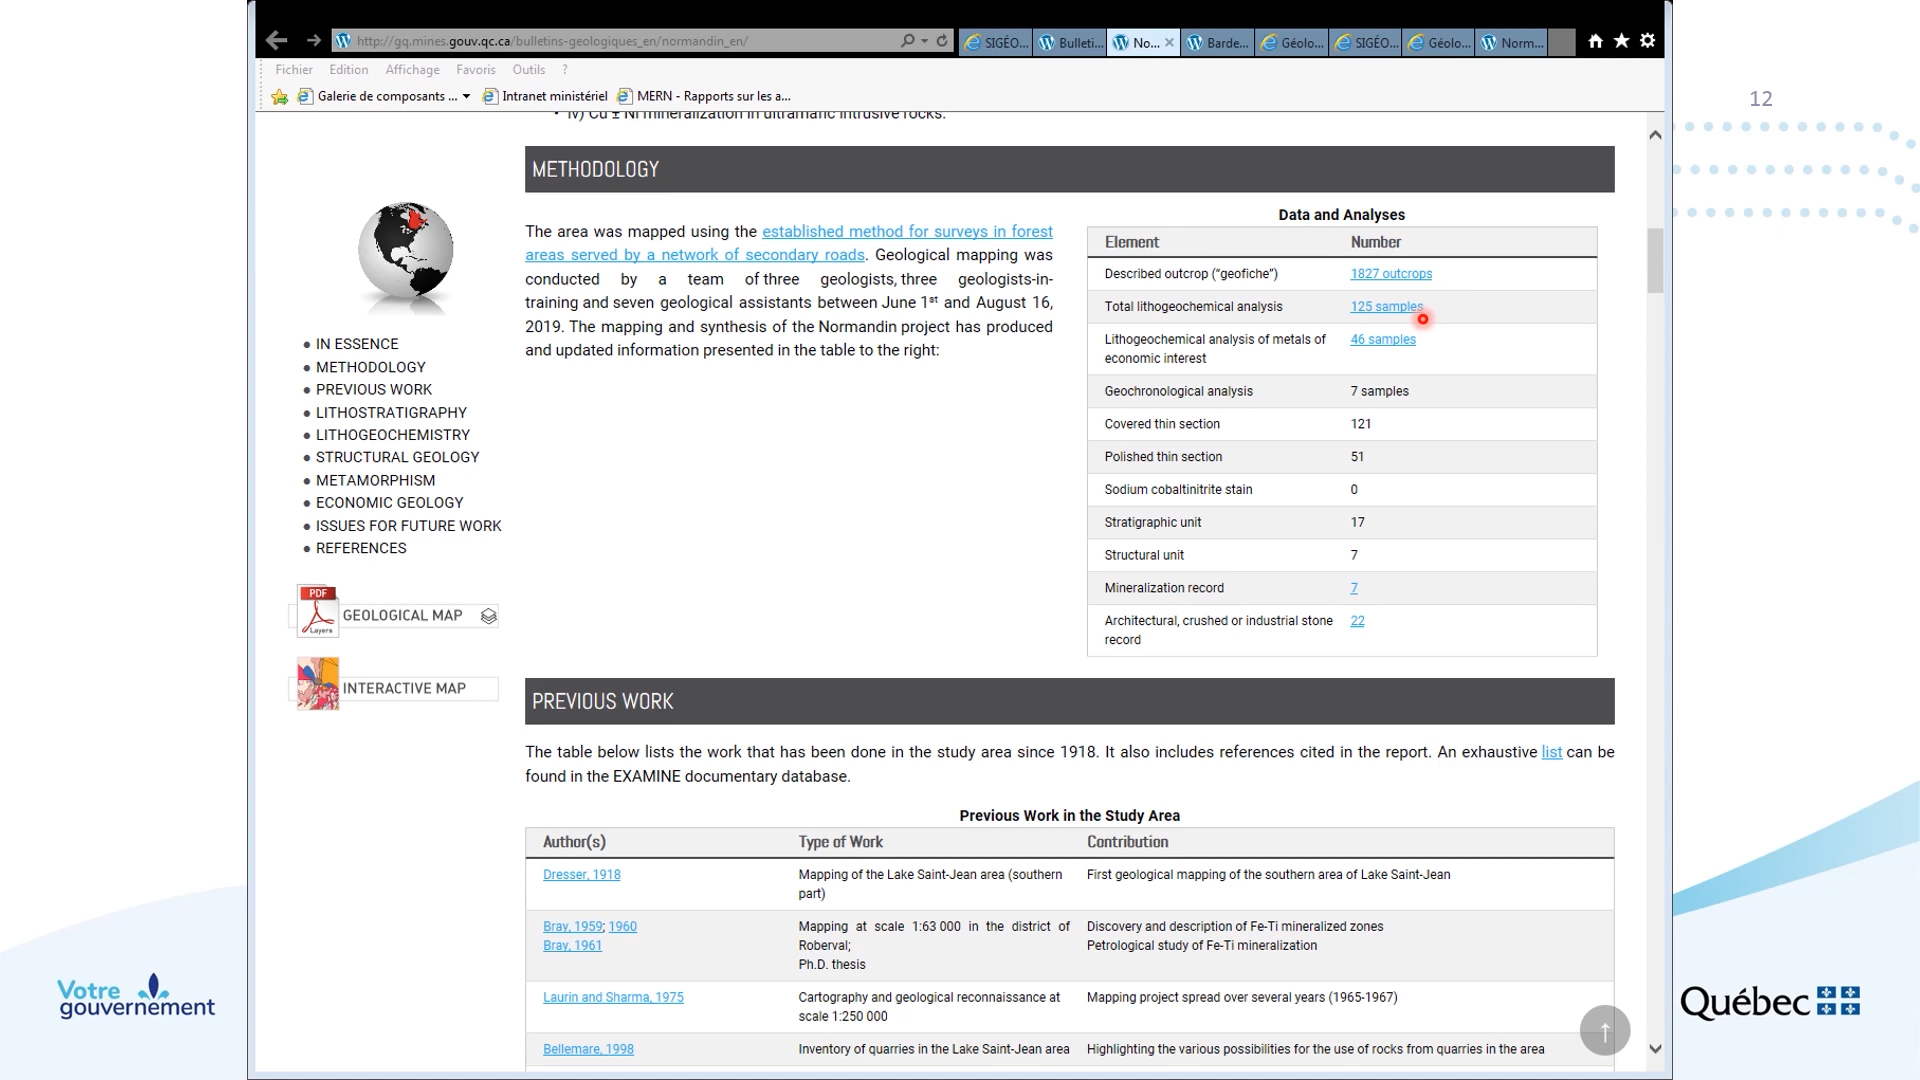 http://gq.mines.gouv.qc.ca/bulletins-geologiques_en/normandin_en/
SIGÉO...
Bulleti...
No...
Barde...
Géolo...
SIGÉO...
Géolo...
Norm...
Fichier Edition Affichage Favoris Outils ?
Galerie de composants ...
Intranet ministériel
MERN - Rapports sur les a...
12
• iv) Cu ± Ni mineralization in ultramafic intrusive rocks.
METHODOLOGY
The area was mapped using the established method for surveys in forest
areas served by a network of secondary roads. Geological mapping was
conducted by a team of three geologists, three geologists-in-
training and seven geological assistants between June 1st and August 16,
2019. The mapping and synthesis of the Normandin project has produced
and updated information presented in the table to the right:
Data and Analyses
Element Number
Described outcrop (“geofiche”) 1827 outcrops
Total lithogeochemical analysis 125 samples
Lithogeochemical analysis of metals of 46 samples
economic interest
Geochronological analysis 7 samples
Covered thin section 121
Polished thin section 51
Sodium cobaltinitrite stain 0
Stratigraphic unit 17
Structural unit 7
Mineralization record 7
Architectural, crushed or industrial stone 22
record
• IN ESSENCE
• METHODOLOGY
• PREVIOUS WORK
• LITHOSTRATIGRAPHY
• LITHOGEOCHEMISTRY
• STRUCTURAL GEOLOGY
• METAMORPHISM
• ECONOMIC GEOLOGY
• ISSUES FOR FUTURE WORK
• REFERENCES
PDF
Layers
GEOLOGICAL MAP
INTERACTIVE MAP
PREVIOUS WORK
The table below lists the work that has been done in the study area since 1918. It also includes references cited in the report. An exhaustive list can be
found in the EXAMINE documentary database.
Previous Work in the Study Area
Author(s) Type of Work Contribution
Dresser, 1918 Mapping of the Lake Saint-Jean area (southern First geological mapping of the southern area of Lake Saint-Jean
part)
Bray, 1959; 1960 Mapping at scale 1:63 000 in the district of Discovery and description of Fe-Ti mineralized zones
Bray, 1961 Roberval; Petrological study of Fe-Ti mineralization
Ph.D. thesis
Laurin and Sharma, 1975 Cartography and geological reconnaissance at Mapping project spread over several years (1965-1967)
scale 1:250 000
Bellemare, 1998 Inventory of quarries in the Lake Saint-Jean area Highlighting the various possibilities for the use of rocks from quarries in the area
Votre
gouvernement
Québec